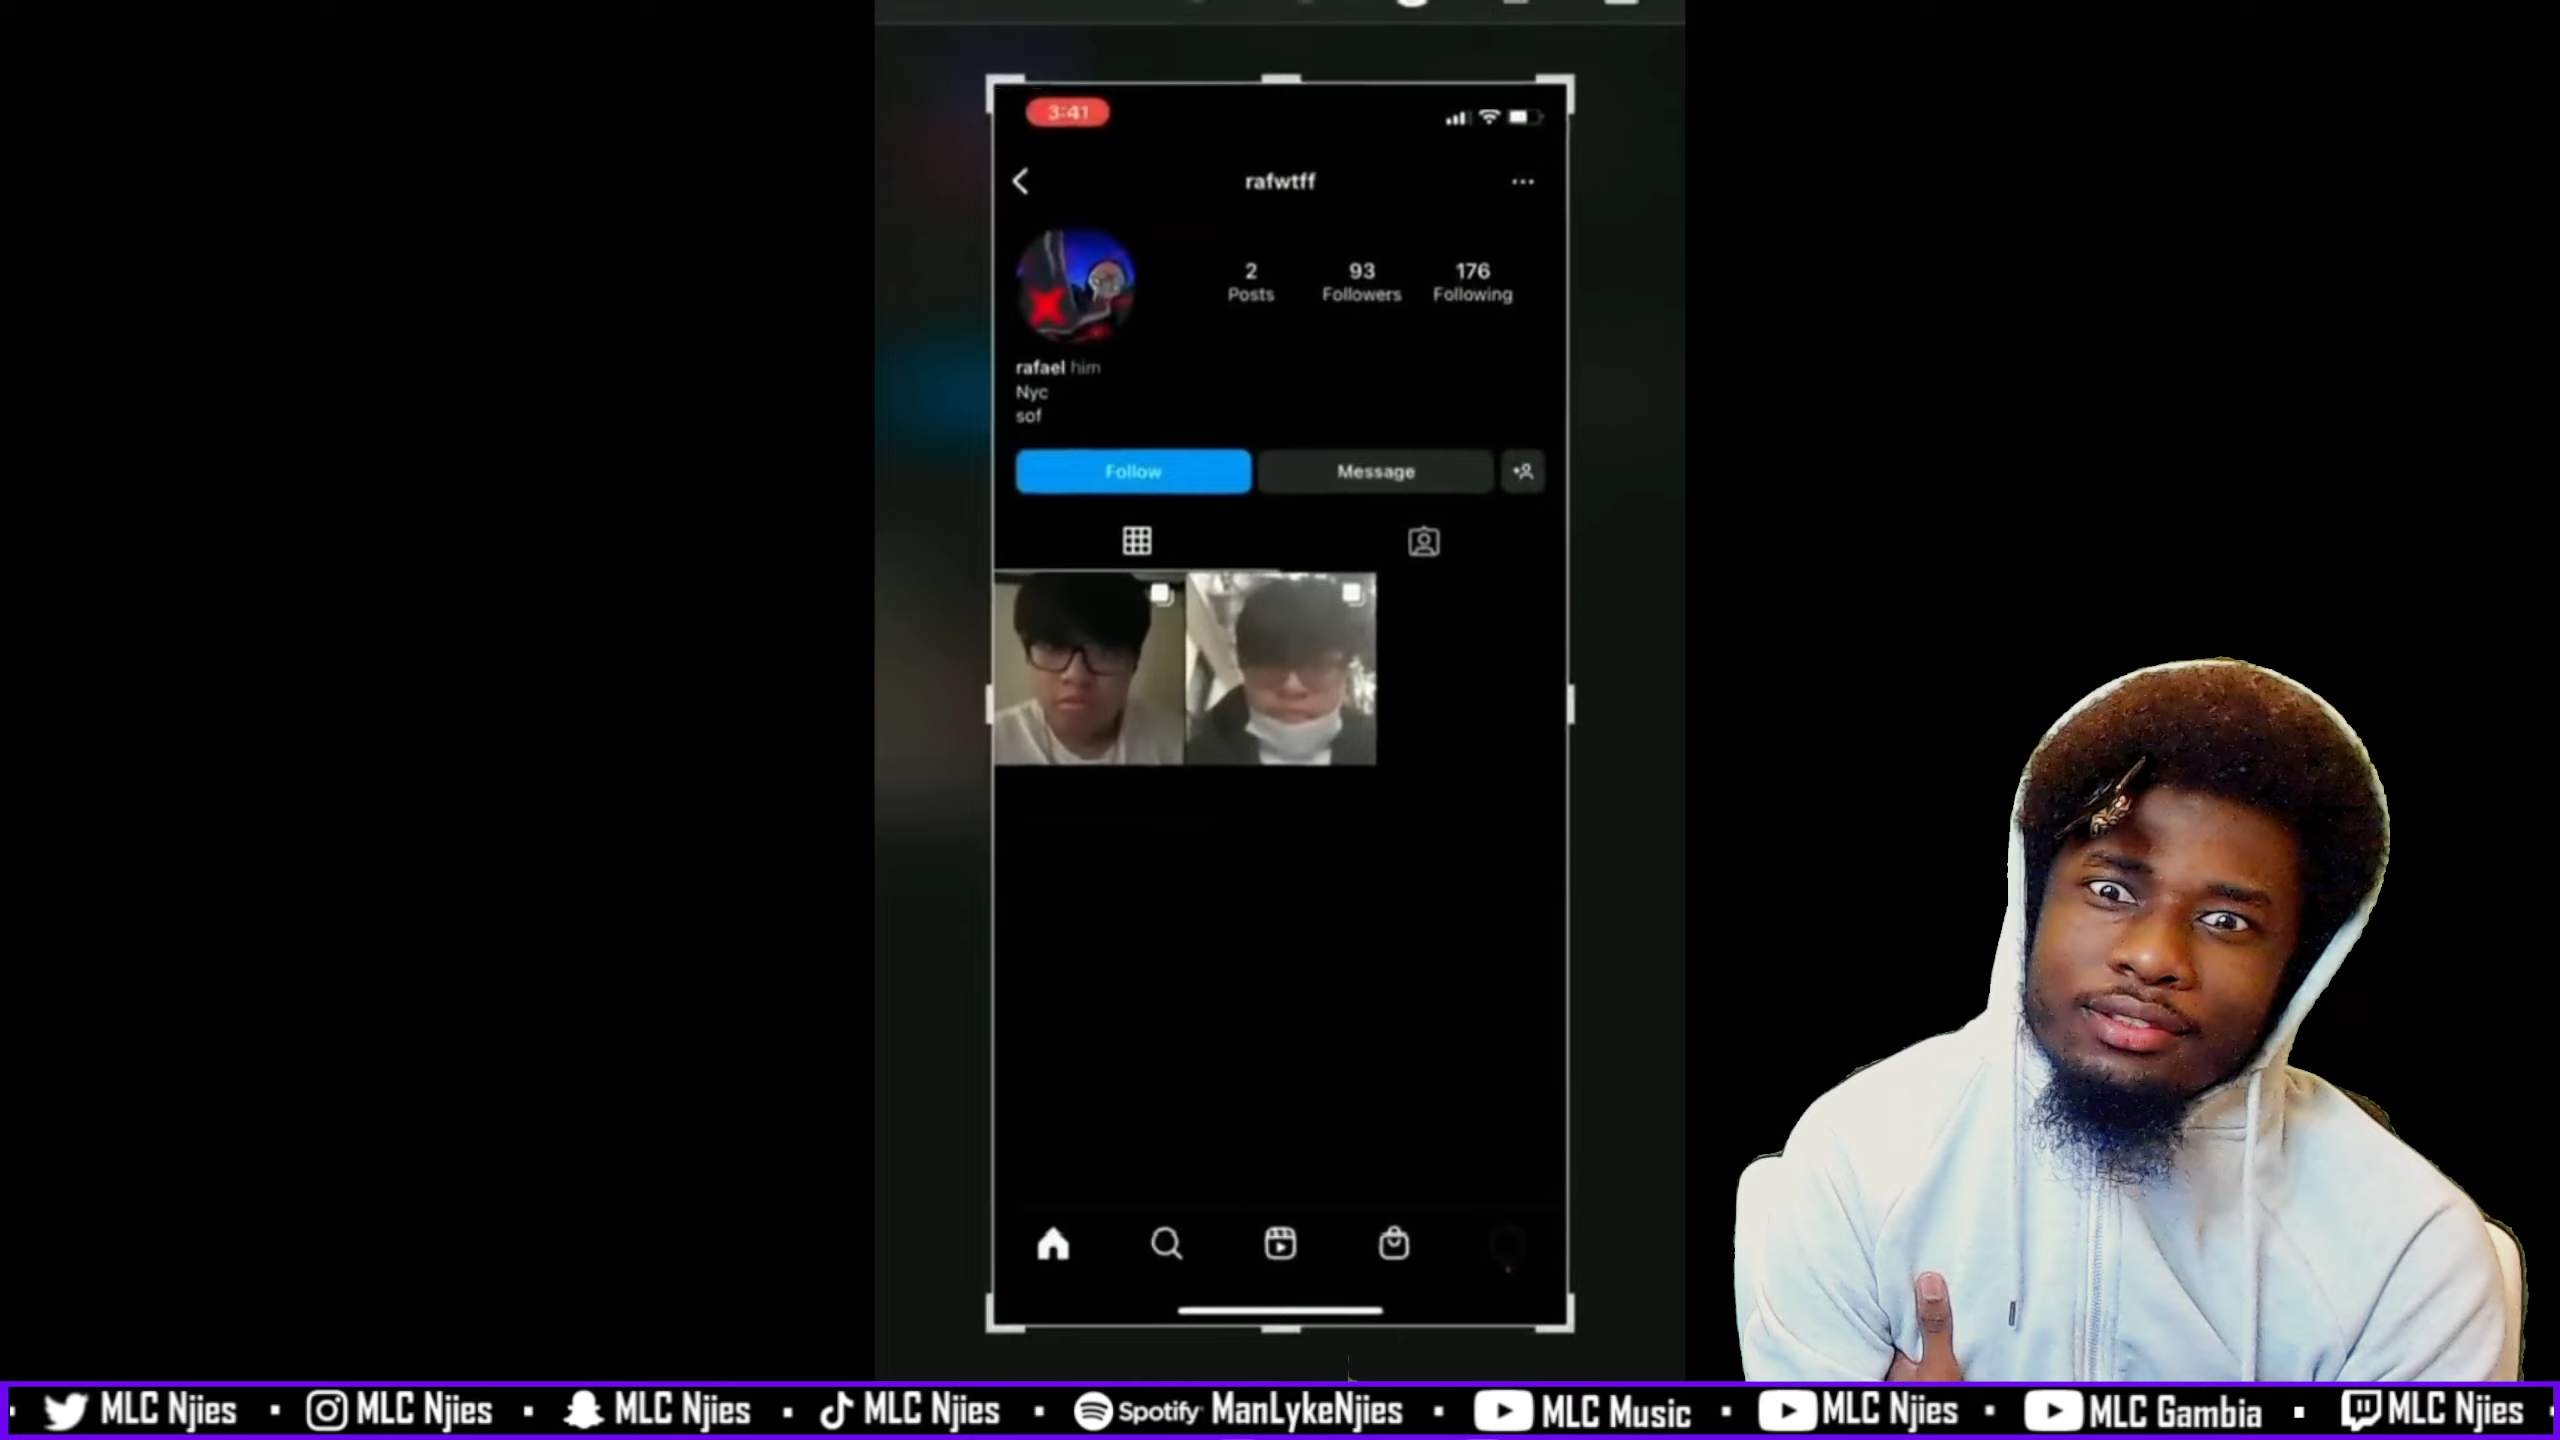 3:41
rafwtff
2 93 176
Posts Followers Following
rafael him
Nyc
sof
Follow Message
MLC Njies · MLC Njies · MLC Njies · MLC Njies · Spotify ManLykeNjies · MLC Music · MLC Njies · MLC Gambia · MLC Njies